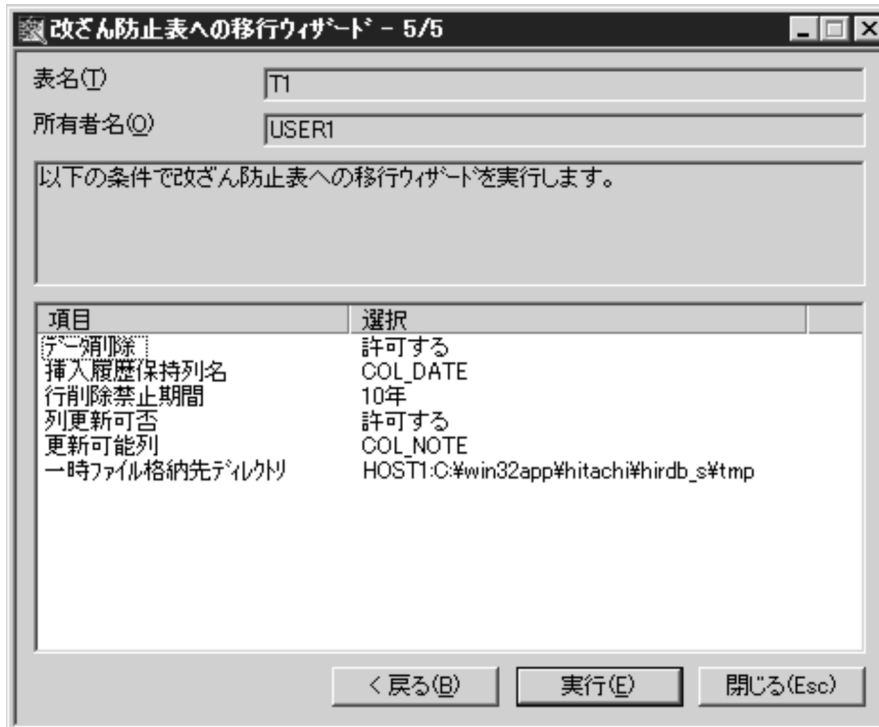 改ざん防止表への移行ｳｨｻﾞｰﾄﾞ - 5/5
表名(T) T1
所有者名(O) USER1
以下の条件で改ざん防止表への移行ｳｨｻﾞｰﾄﾞを実行します。
項目 選択
ﾃﾞｰﾀ削除 許可する
挿入履歴保持列名 COL_DATE
行削除禁止期間 10年
列更新可否 許可する
更新可能列 COL_NOTE
一時ﾌｧｲﾙ格納先ﾃﾞｨﾚｸﾄﾘ HOST1:C:¥win32app¥hitachi¥hirdb_s¥tmp
< 戻る(B) 実行(E) 閉じる(Esc)